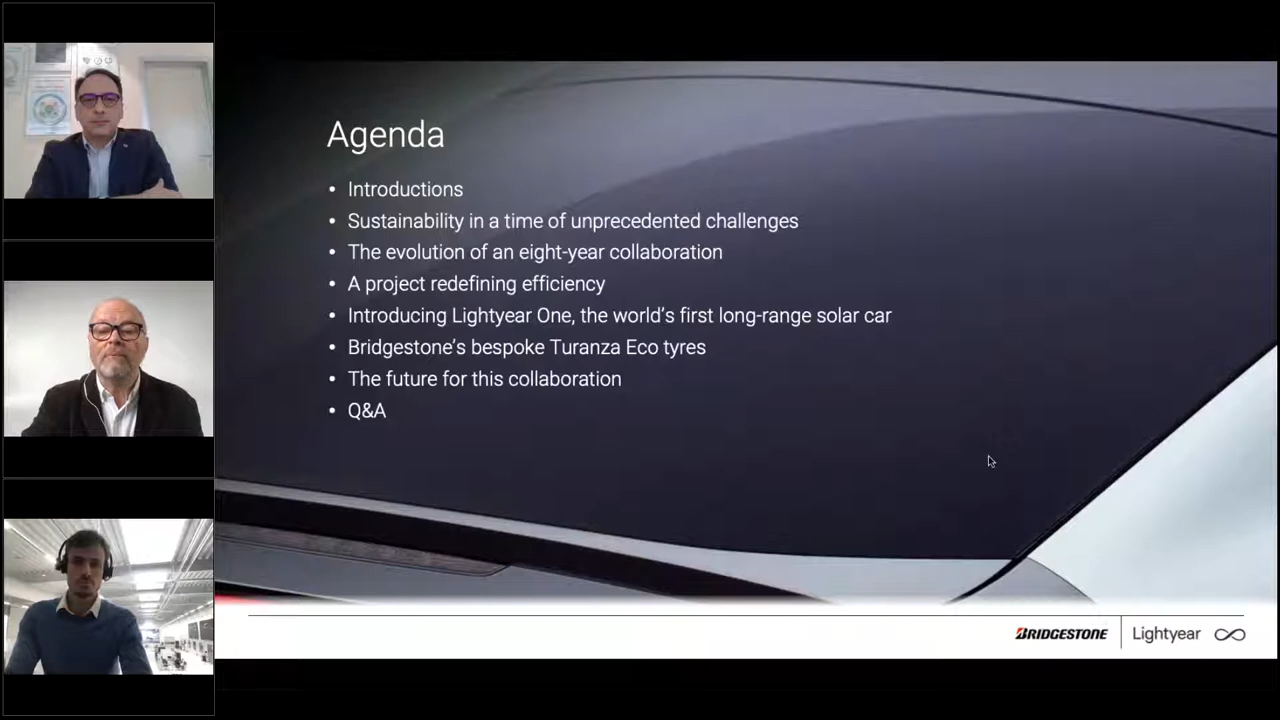 Agenda
• Introductions
• Sustainability in a time of unprecedented challenges
• The evolution of an eight-year collaboration
• A project redefining efficiency
• Introducing Lightyear One, the world's first long-range solar car
• Bridgestone's bespoke Turanza Eco tyres
• The future for this collaboration
• Q&A
BRIDGESTONE
Lightyear